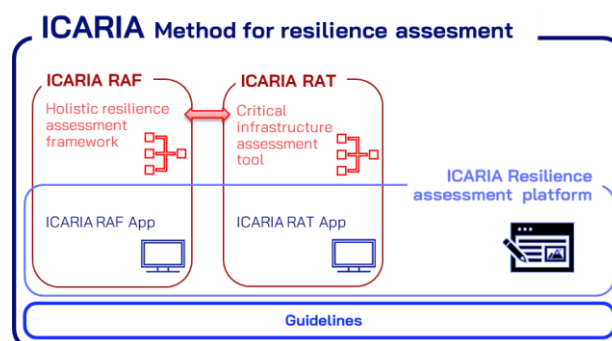 ICARIA Method for resilience assesment
ICARIA RAF
Holistic resilience
assessment
framework
ICARIA RAT
Critical
infrastructure
assessment
tool
ICARIA Resilience
assessment platform
ICARIA RAF App
ICARIA RAT App
Guidelines